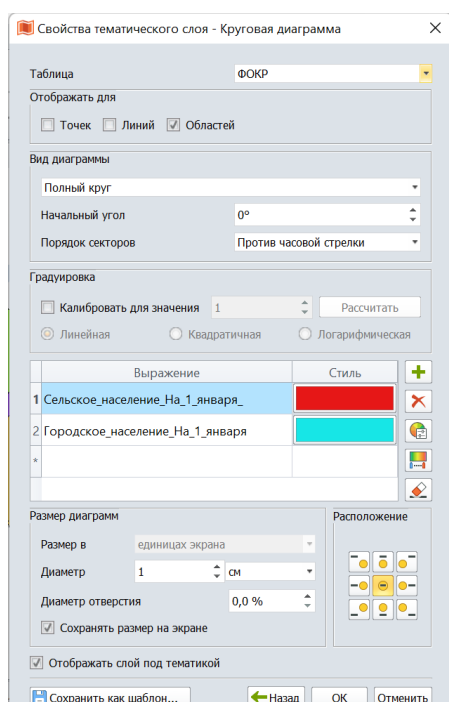 Свойства тематического слоя - Круговая диаграмма
Таблица ФОКР
Отображать для
Точек Линий Областей
Вид диаграммы
Полный круг
Начальный угол 0°
Порядок секторов Против часовой стрелки
Градуировка
Калибровать для значения 1 Рассчитать
Линейная Квадратичная Логарифмическая
Выражение Стиль
1 Сельское_население_На_1_января_
2 Городское_население_На_1_января
*
Размер диаграмм Расположение
Размер в единицах экрана
Диаметр 1 см
Диаметр отверстия 0,0 %
Сохранять размер на экране
Отображать слой под тематикой
Сохранить как шаблон... Назад ОК Отменить